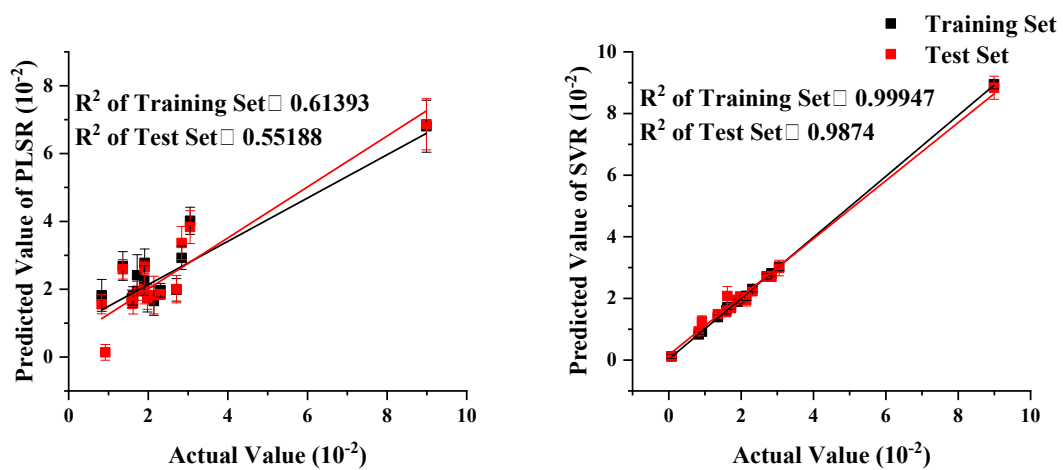 Training Set
Test Set
R² of Training Set□ 0.61393
R² of Test Set□ 0.55188
Predicted Value of PLSR (10⁻²)
8
6
4
2
0
0 2 4 6 8 10
Actual Value (10⁻²)
R² of Training Set□ 0.99947
R² of Test Set□ 0.9874
Predicted Value of SVR (10⁻²)
10
8
6
4
2
0
0 2 4 6 8 10
Actual Value (10⁻²)